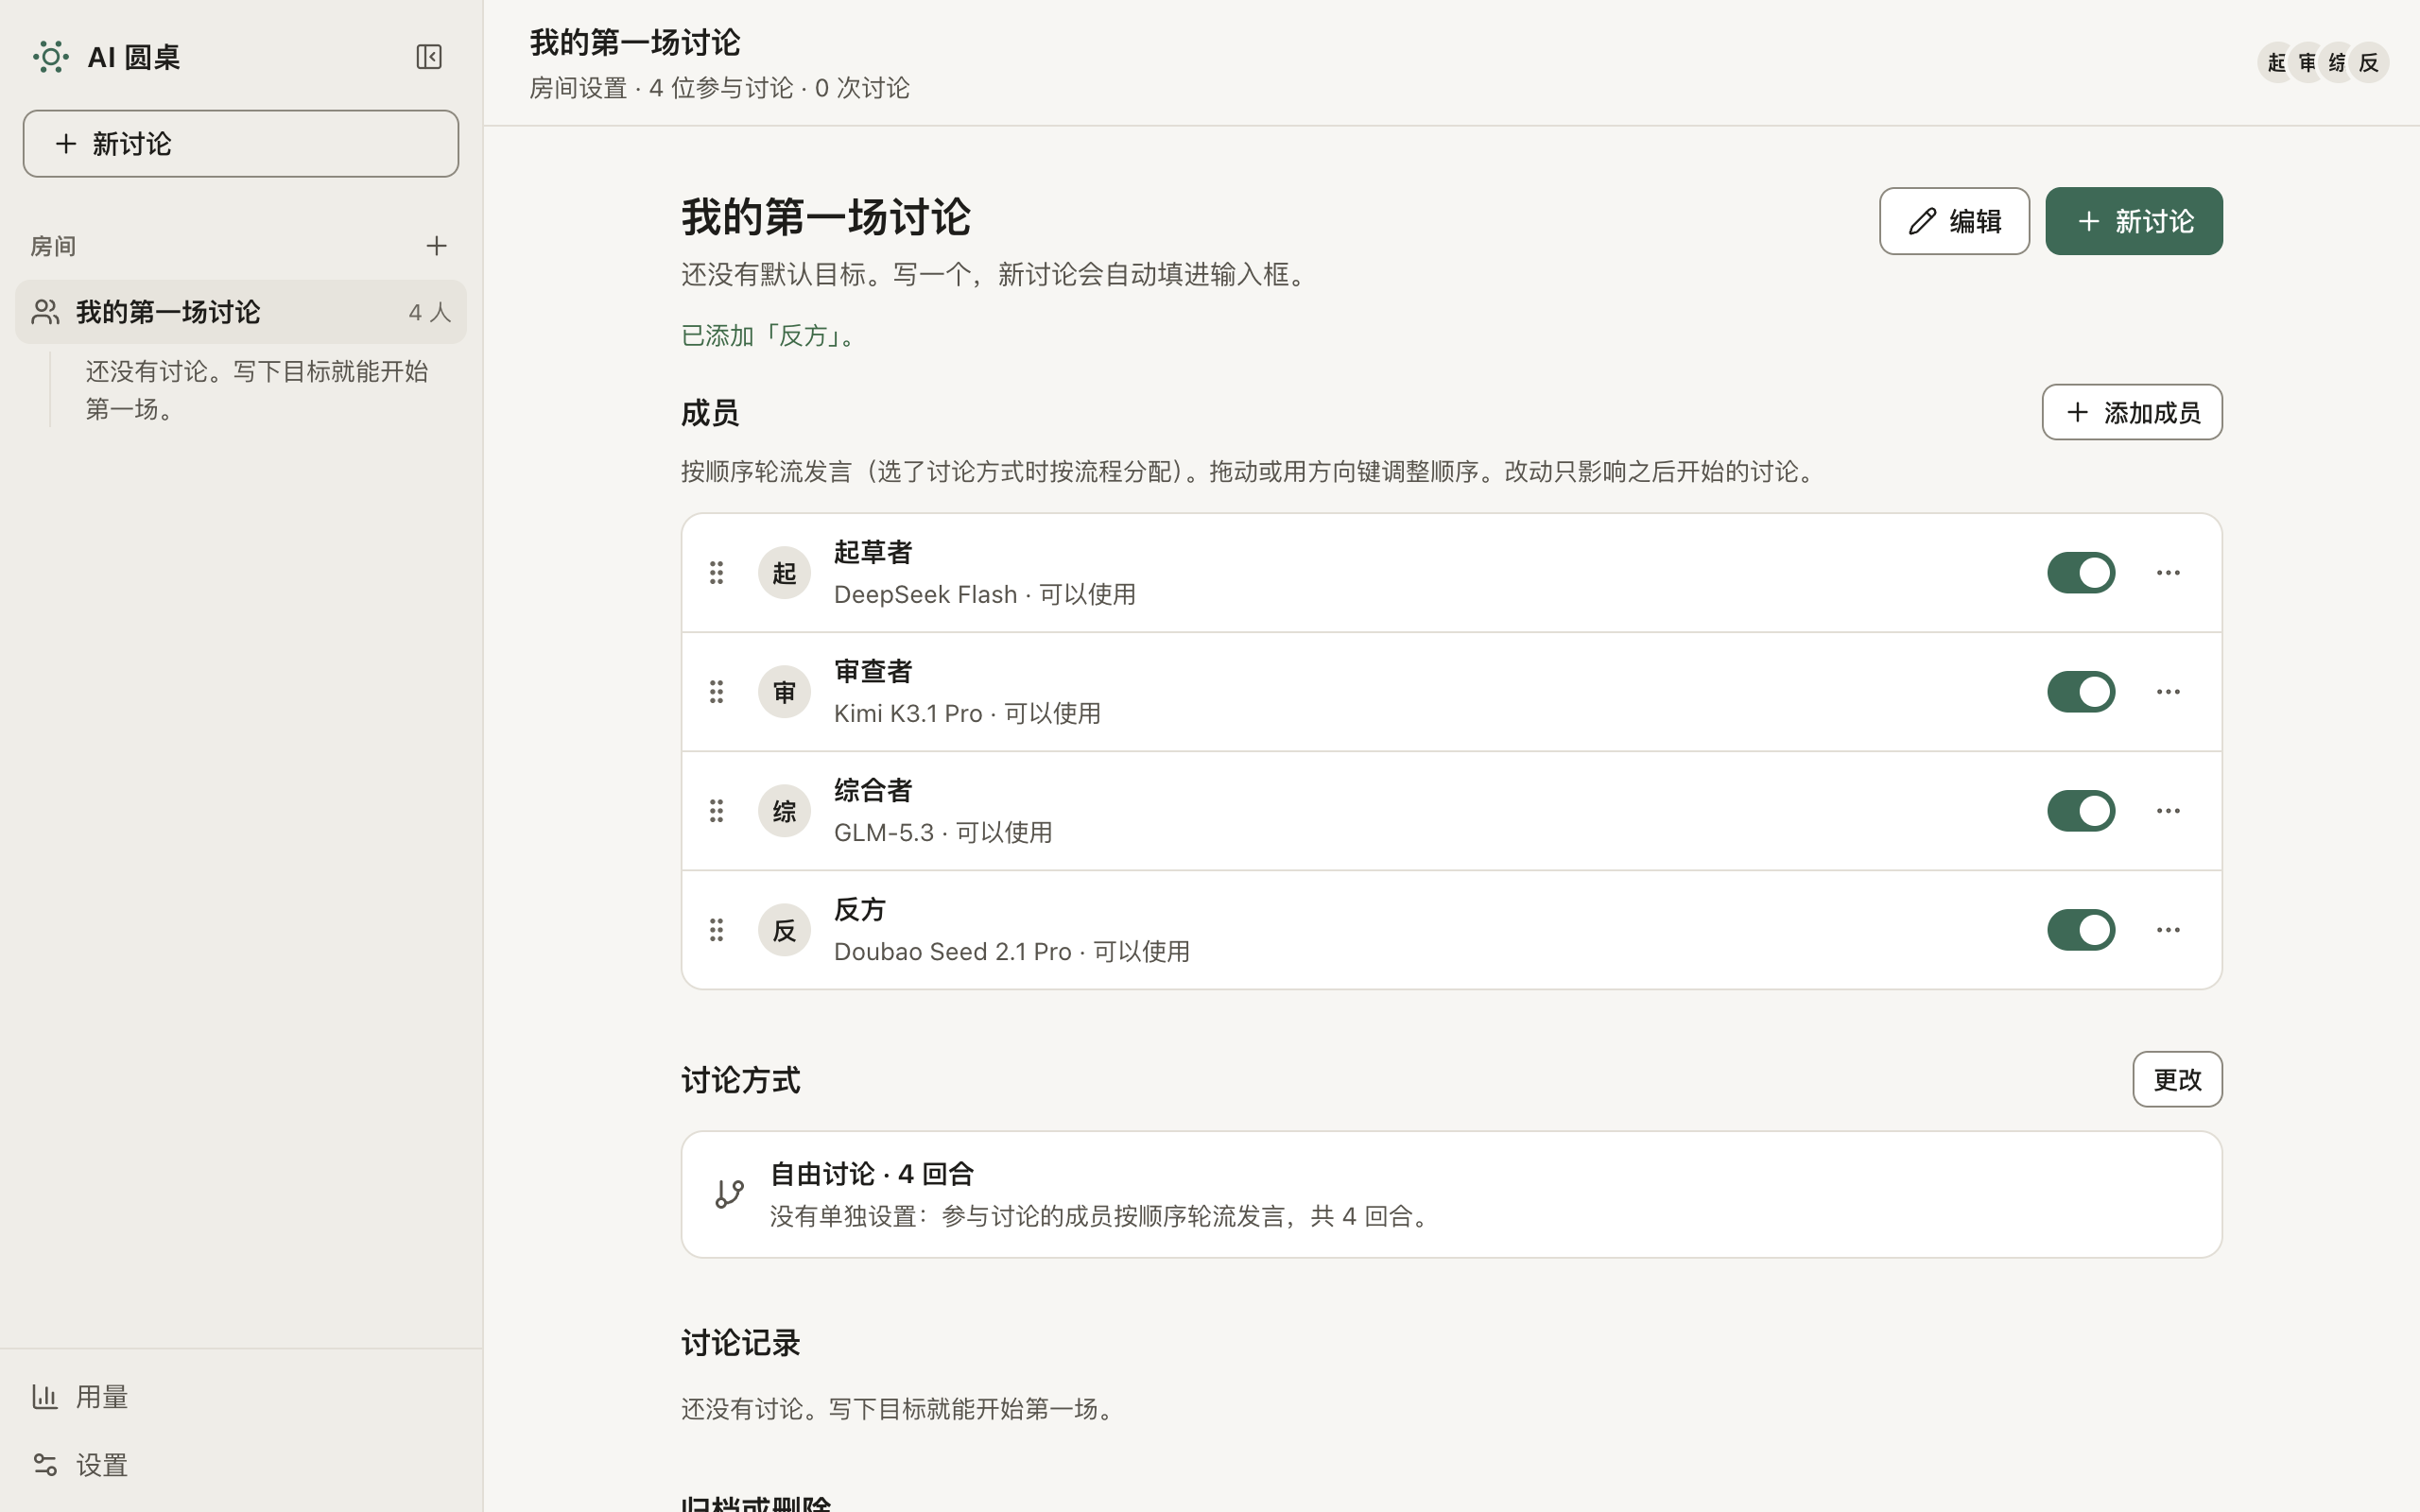 AI 圆桌
新讨论
房间
我的第一场讨论
4 人
还没有讨论。写下目标就能开始
第一场。
用量
设置
我的第一场讨论
房间设置 · 4 位参与讨论 · 0 次讨论
起 审 综 反
我的第一场讨论
编辑
新讨论
还没有默认目标。写一个，新讨论会自动填进输入框。
已添加「反方」。
成员
添加成员
按顺序轮流发言（选了讨论方式时按流程分配）。拖动或用方向键调整顺序。改动只影响之后开始的讨论。
起
起草者
DeepSeek Flash · 可以使用
审
审查者
Kimi K3.1 Pro · 可以使用
综
综合者
GLM-5.3 · 可以使用
反
反方
Doubao Seed 2.1 Pro · 可以使用
讨论方式
更改
自由讨论 · 4 回合
没有单独设置：参与讨论的成员按顺序轮流发言，共 4 回合。
讨论记录
还没有讨论。写下目标就能开始第一场。
归档或删除